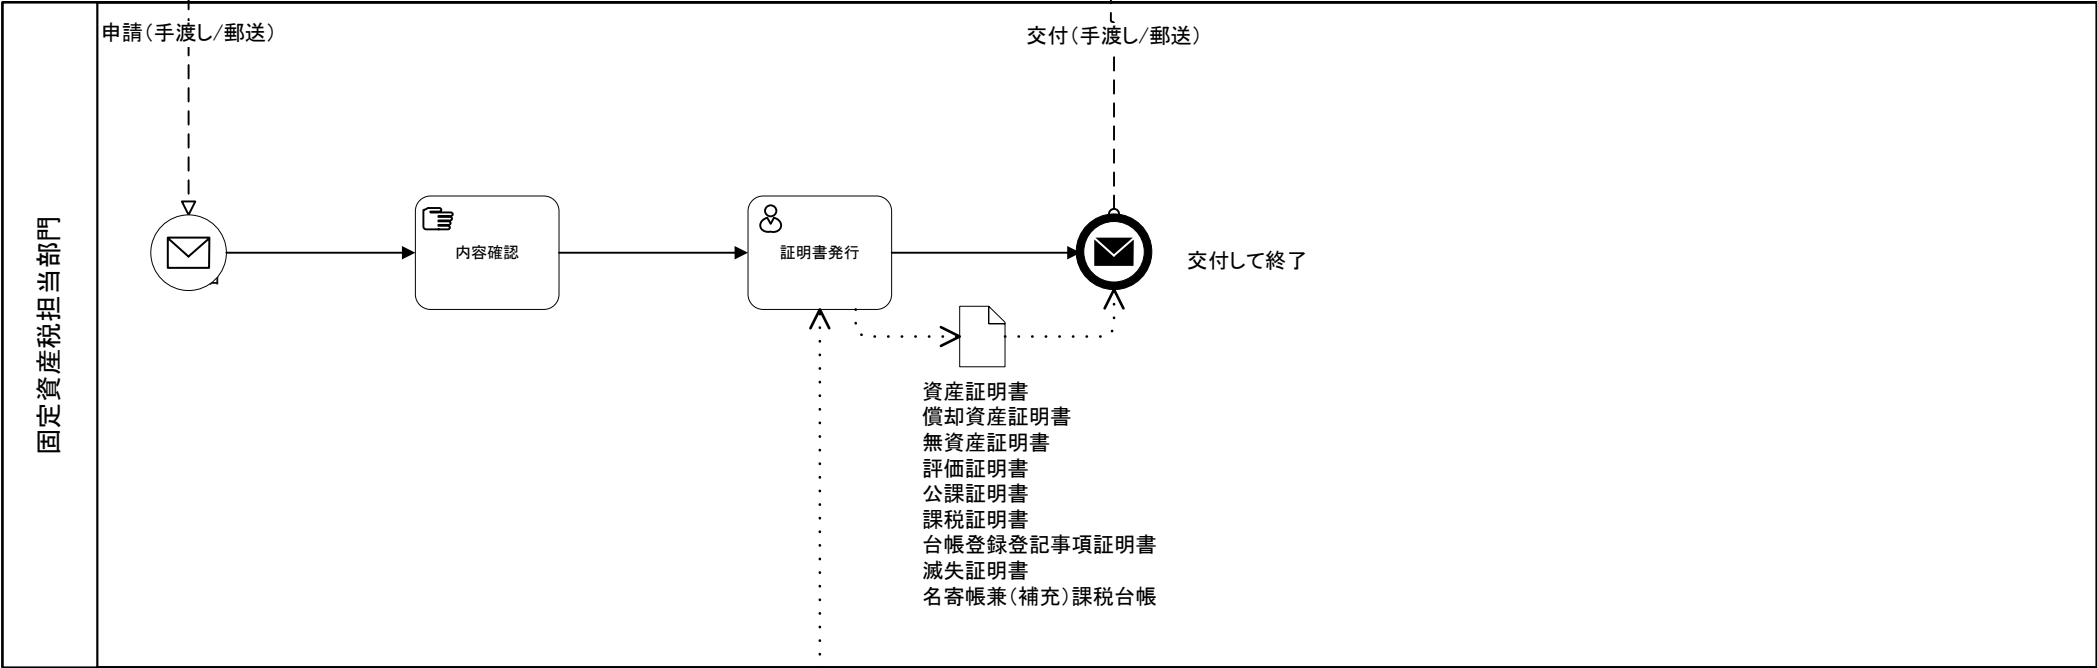 申請(手渡し/郵送)
交付(手渡し/郵送)
固定資産税担当部門
内容確認
証明書発行
交付して終了
資産証明書
償却資産証明書
無資産証明書
評価証明書
公課証明書
課税証明書
台帳登録登記事項証明書
滅失証明書
名寄帳兼(補充)課税台帳